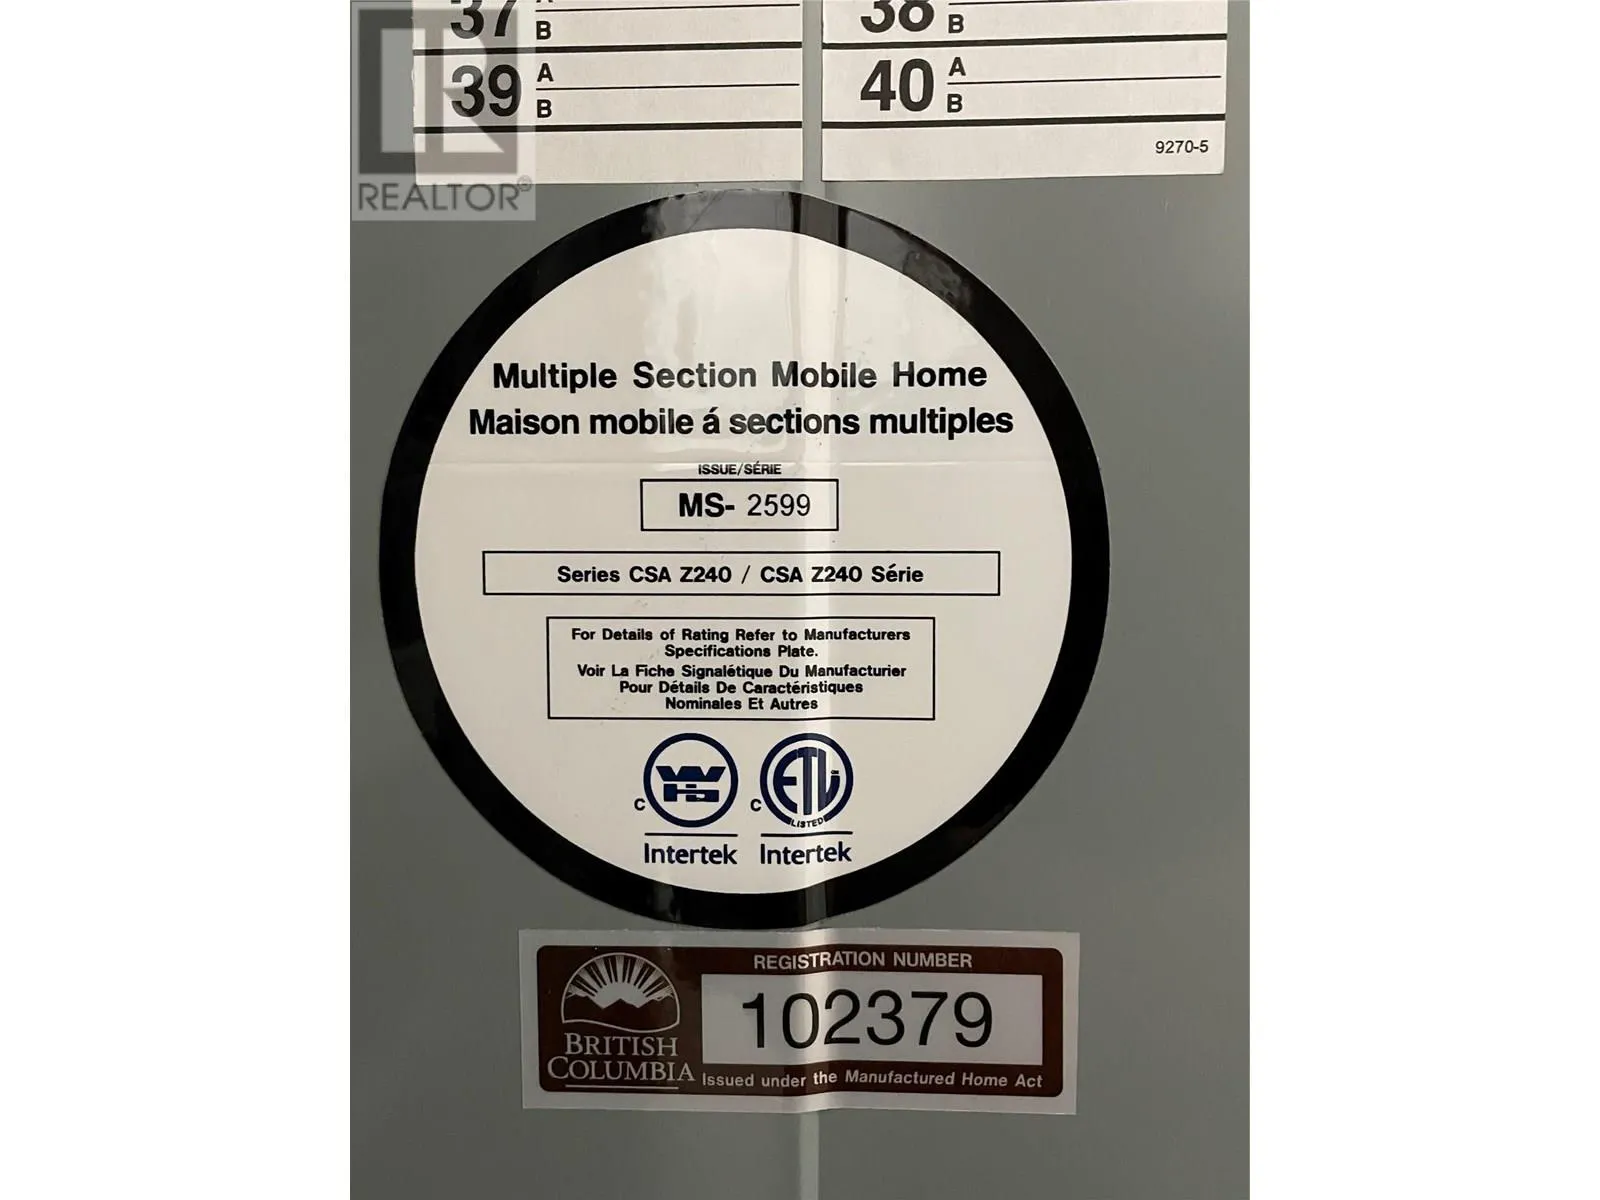 37 A
B
38
B
39 A
B
40 A
B
9270-5
REALTOR®
Multiple Section Mobile Home
Maison mobile á sections multiples
ISSUE/SÉRIE
MS- 2599
Series CSA Z240 / CSA Z240 Série
For Details of Rating Refer to Manufacturers
Specifications Plate.
Voir La Fiche Signalétique Du Manufacturier
Pour Détails De Caractéristiques
Nominales Et Autres
C WH C ETL
LISTED
Intertek Intertek
REGISTRATION NUMBER
102379
BRITISH
COLUMBIA
Issued under the Manufactured Home Act